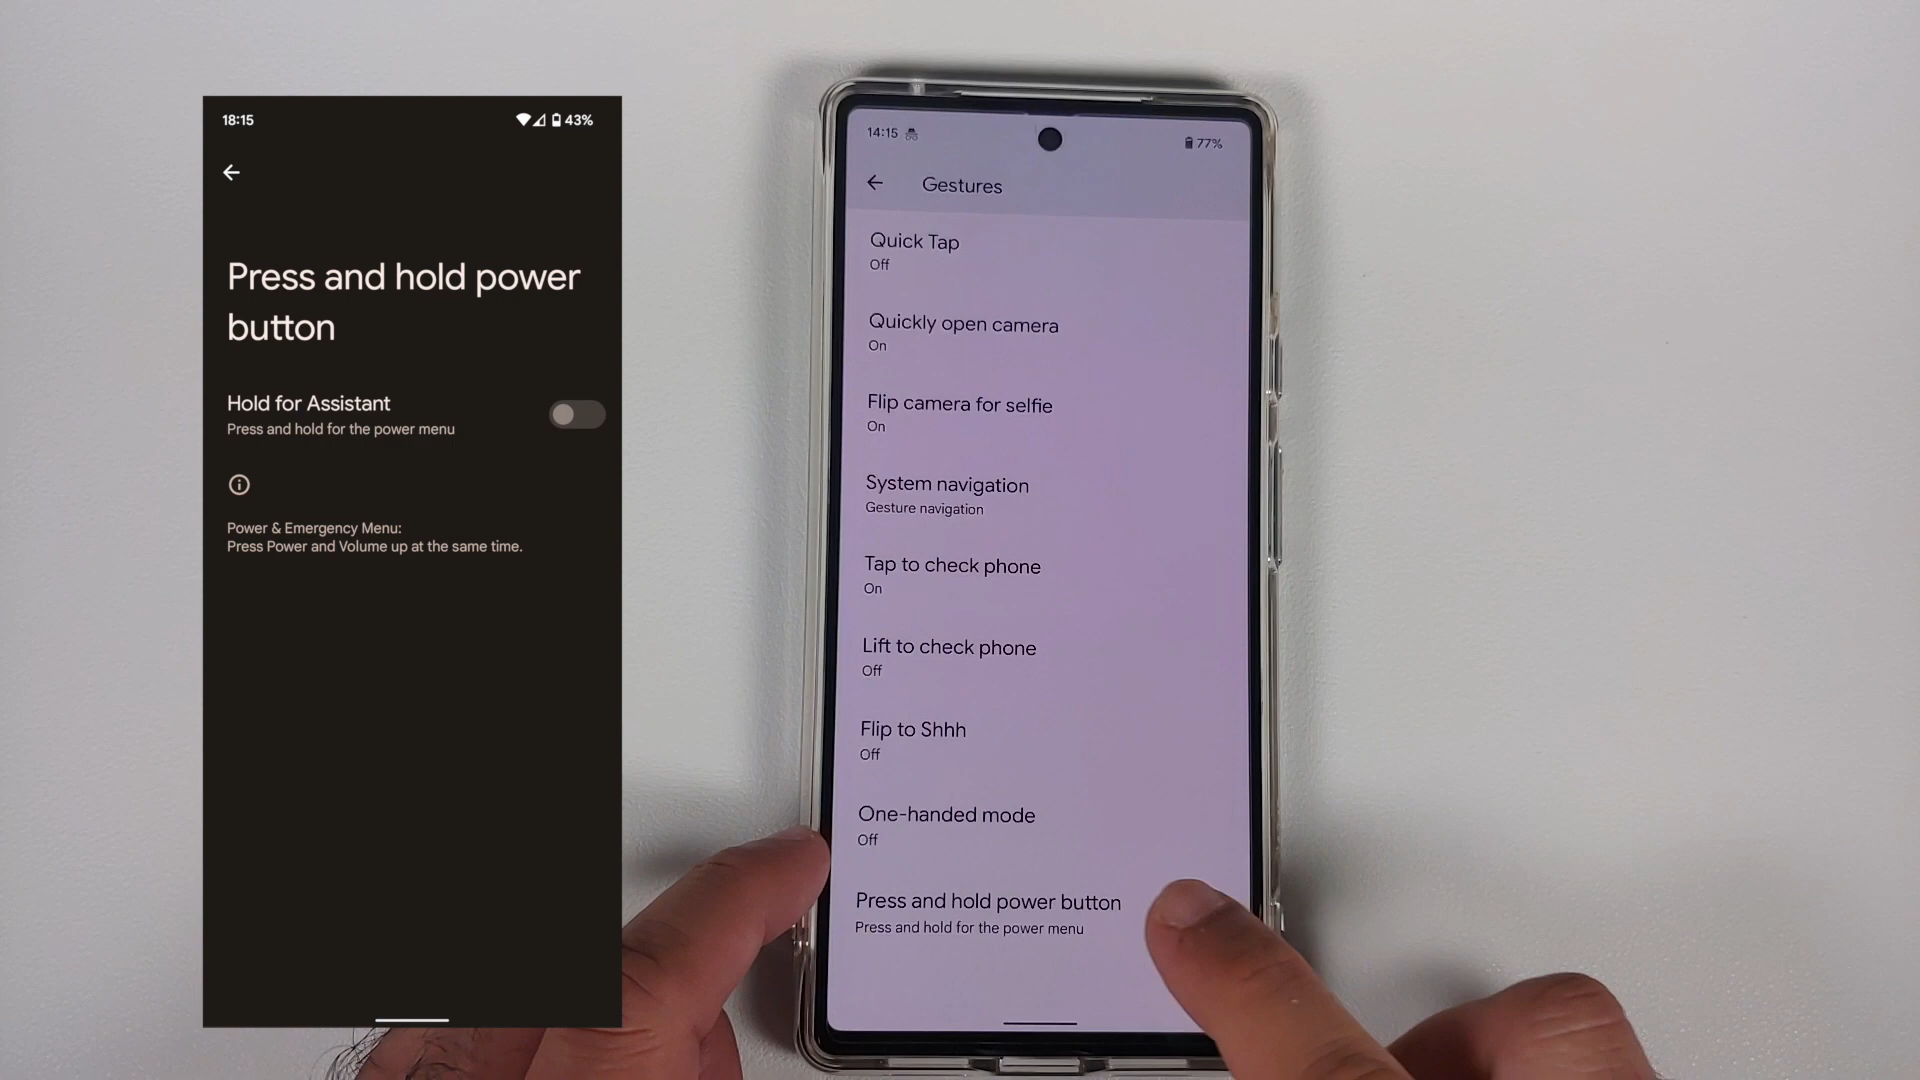 18:15
43%
Press and hold power
button
Hold for Assistant
Press and hold for the power menu
Power & Emergency Menu:
Press Power and Volume up at the same time.
14:15
77%
Gestures
Quick Tap
Off
Quickly open camera
On
Flip camera for selfie
On
System navigation
Gesture navigation
Tap to check phone
On
Lift to check phone
Off
Flip to Shhh
Off
One-handed mode
Off
Press and hold power button
Press and hold for the power menu